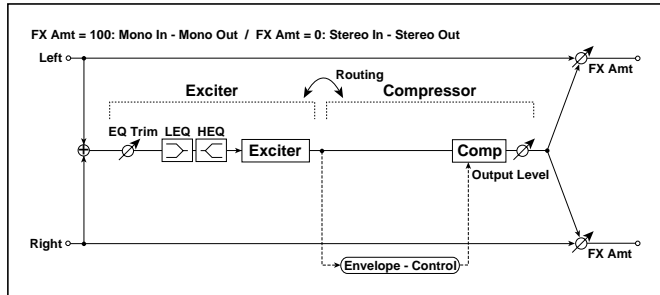 FX Amt = 100: Mono In - Mono Out / FX Amt = 0: Stereo In - Stereo Out
Left
FX Amt
Routing
Exciter
Compressor
EQ Trim
LEQ
HEQ
Exciter
Comp
Output Level
Right
FX Amt
Envelope - Control